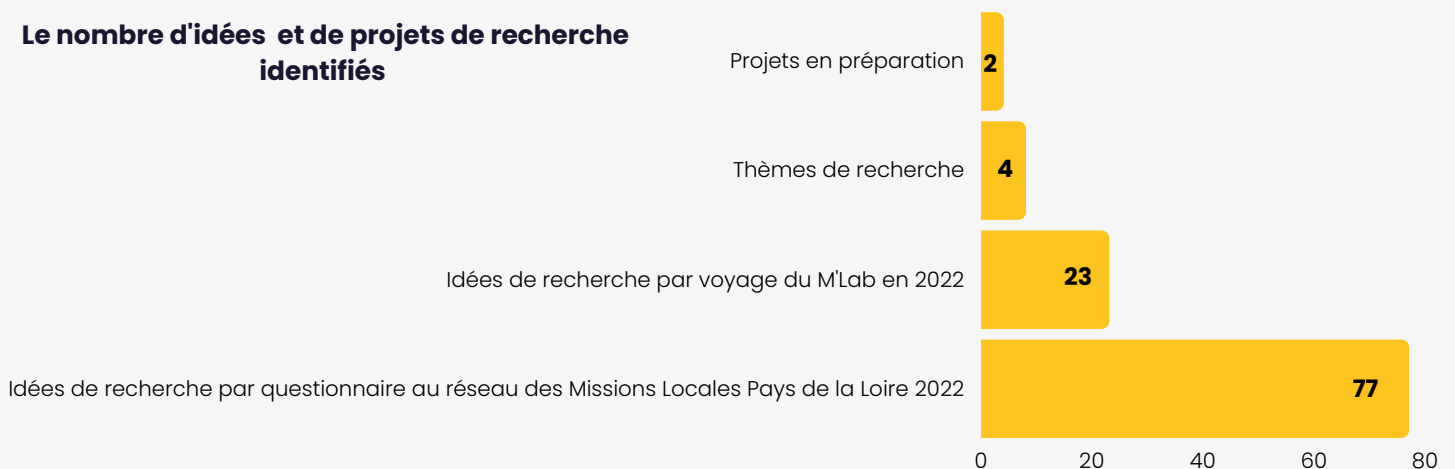 Le nombre d'idées et de projets de recherche
identifiés
Projets en préparation
2
Thèmes de recherche
4
Idées de recherche par voyage du M'Lab en 2022
23
Idées de recherche par questionnaire au réseau des Missions Locales Pays de la Loire 2022
77
0 20 40 60 80